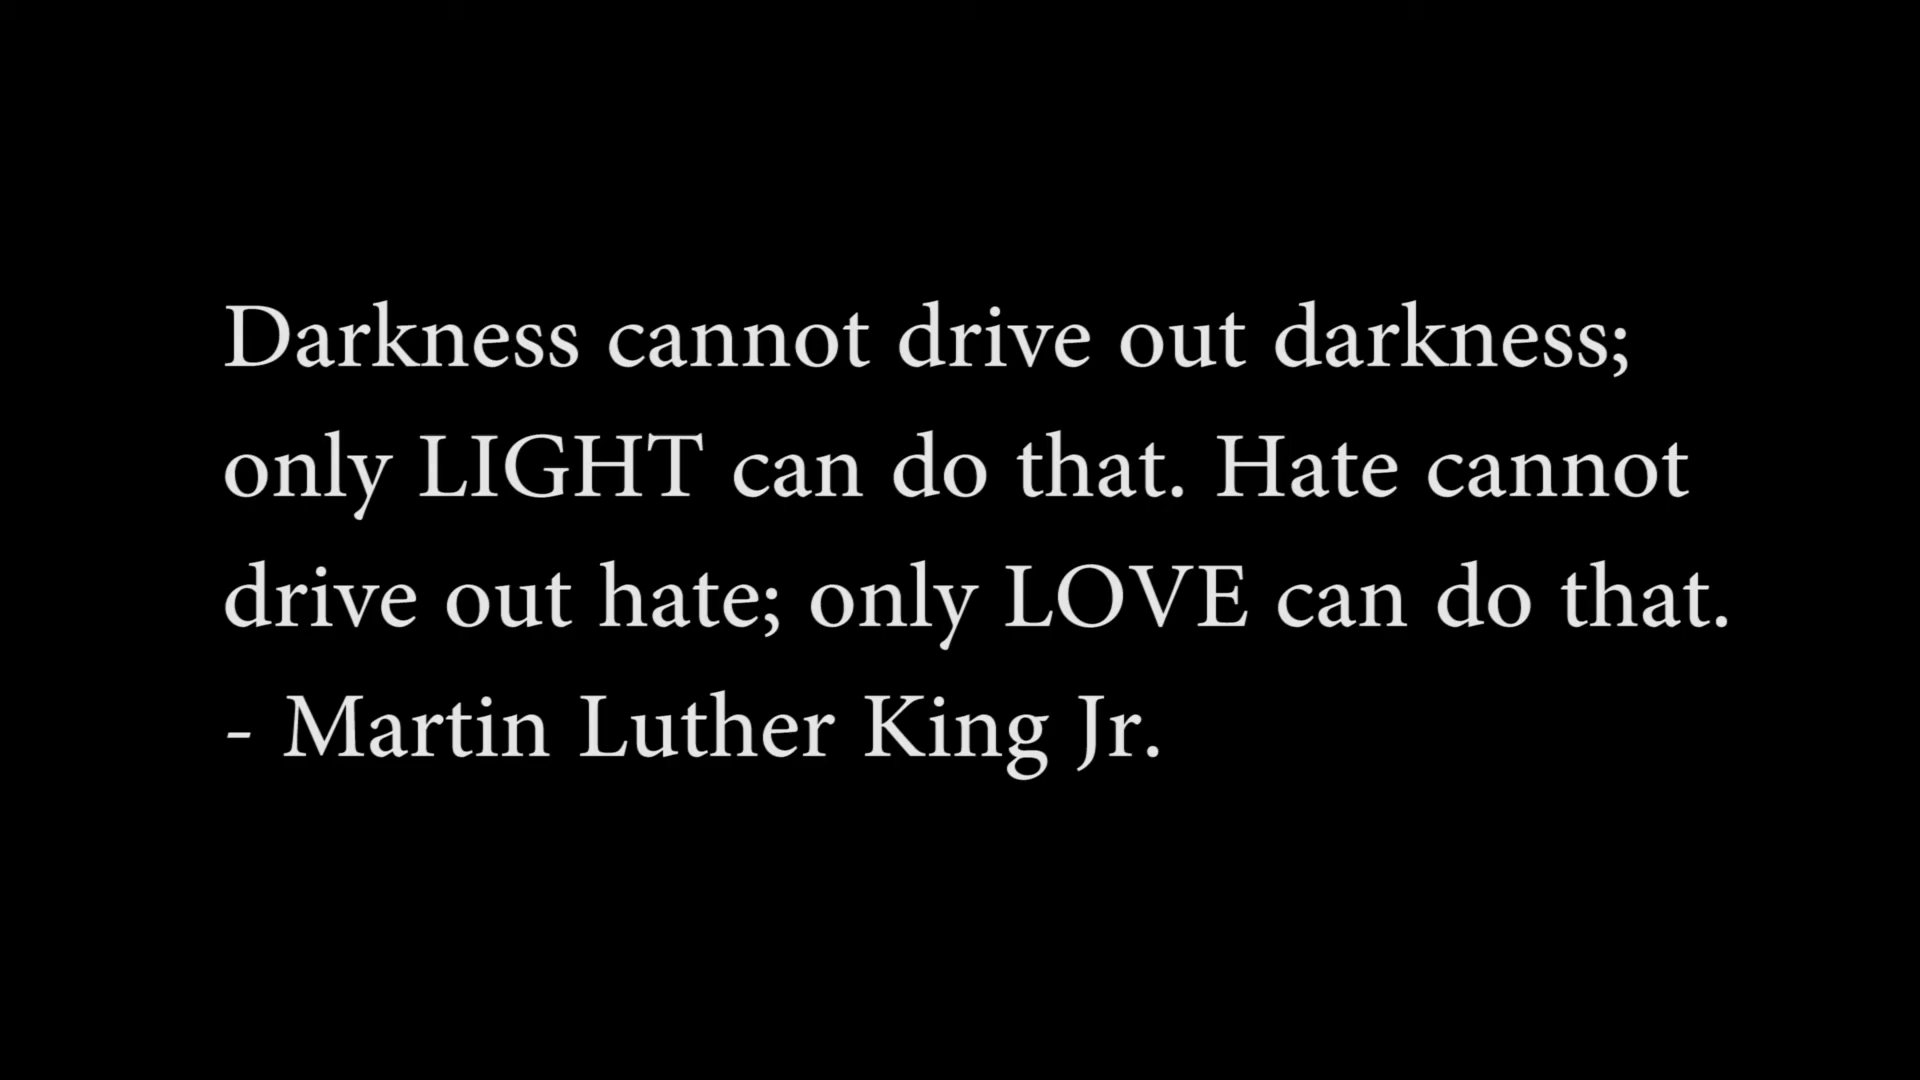 Darkness cannot drive out darkness;
only LIGHT can do that. Hate cannot
drive out hate; only LOVE can do that.
- Martin Luther King Jr.